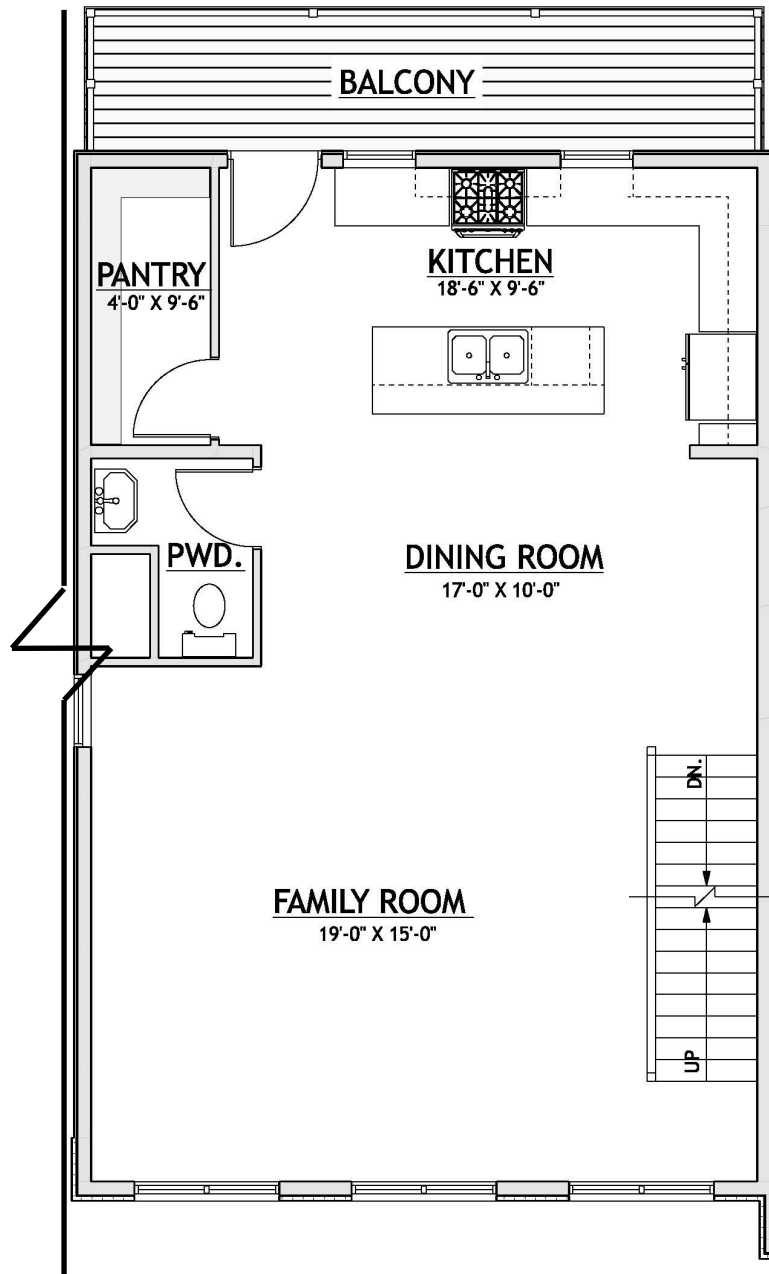 BALCONY
PANTRY
4'-0" X 9'-6"
KITCHEN
18'-6" X 9'-6"
PWD.
DINING ROOM
17'-0" X 10'-0"
DN.
FAMILY ROOM
19'-0" X 15'-0"
UP